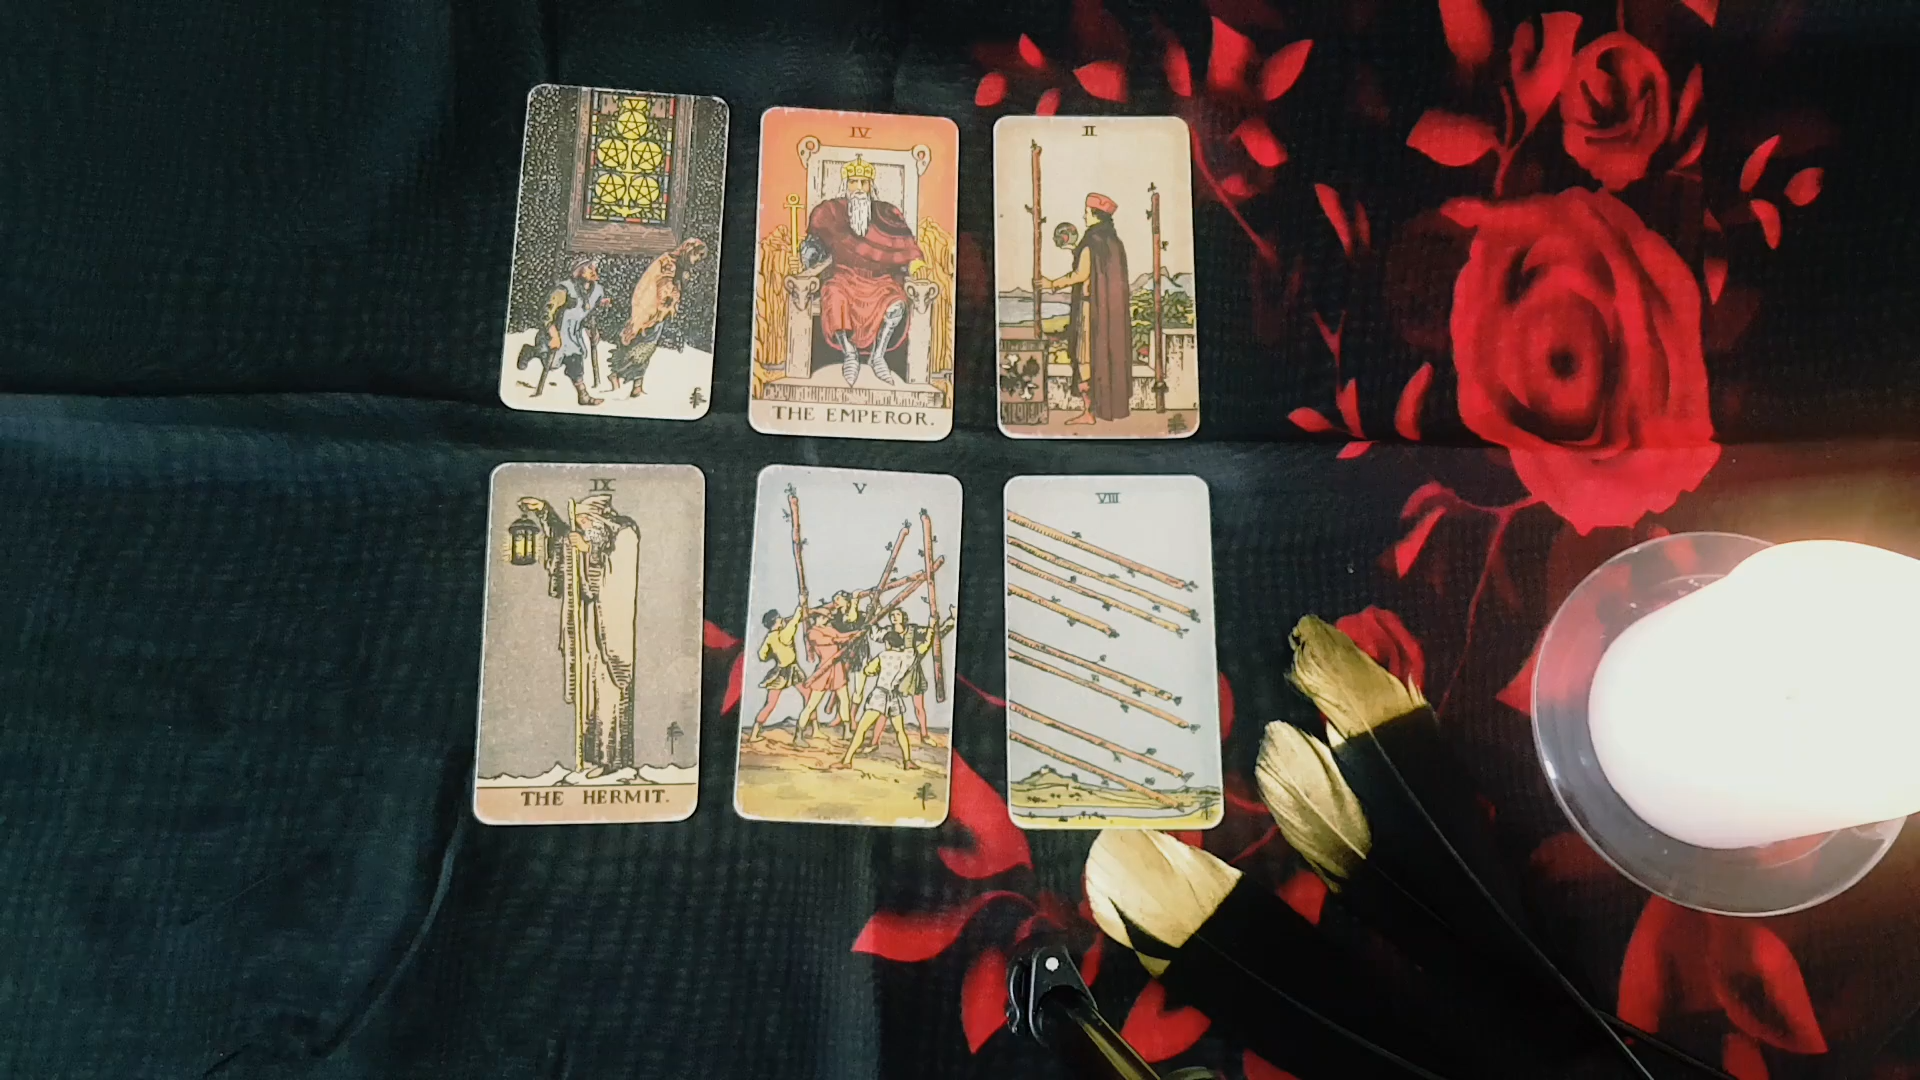 IV
II
THE EMPEROR.
IX
V
VIII
THE HERMIT.